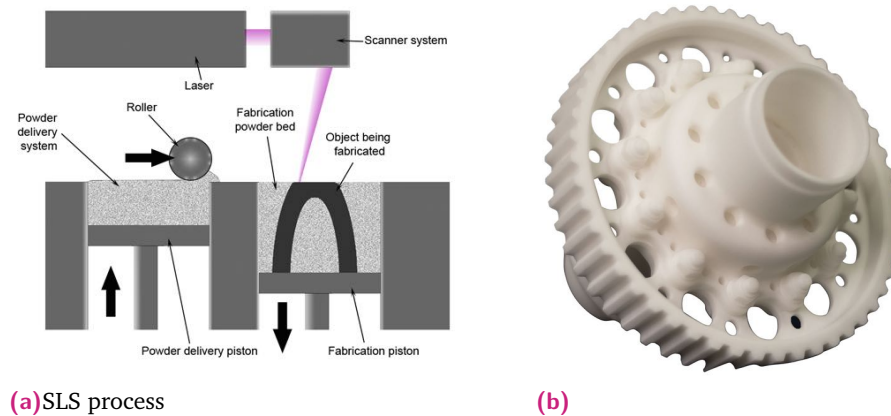 Scanner system
Laser
Roller
Powder
delivery
system
Fabrication
powder bed
Object being
fabricated
Powder delivery piston
Fabrication piston
(a)SLS process
(b)